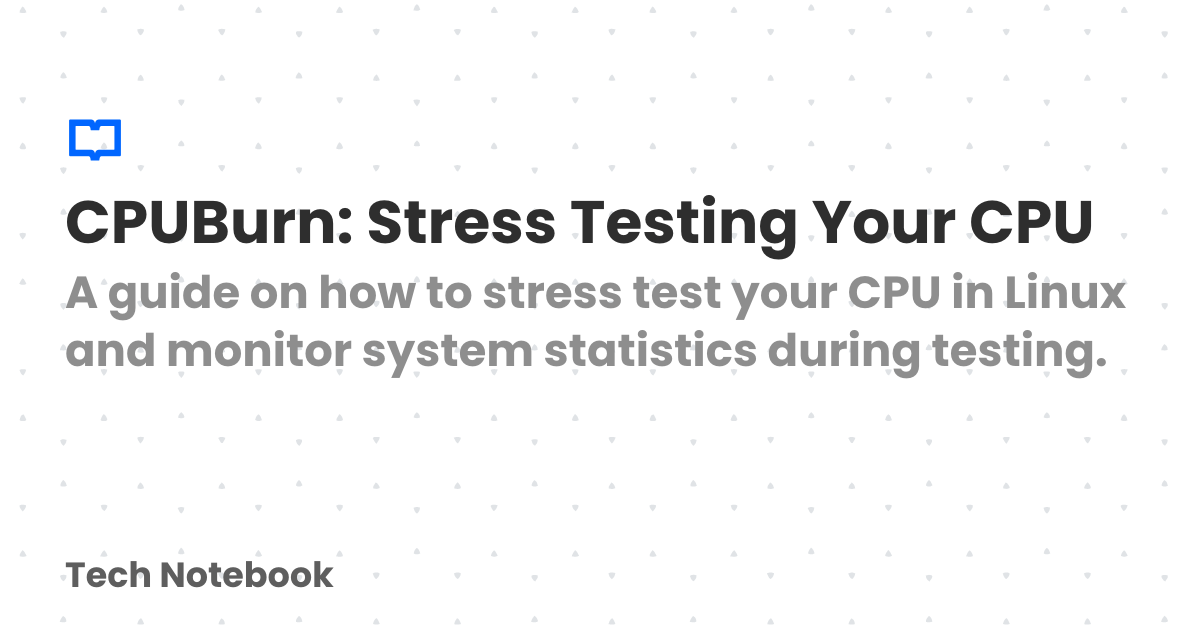 CPUBurn: Stress Testing Your CPU
A guide on how to stress test your CPU in Linux
and monitor system statistics during testing.
Tech Notebook